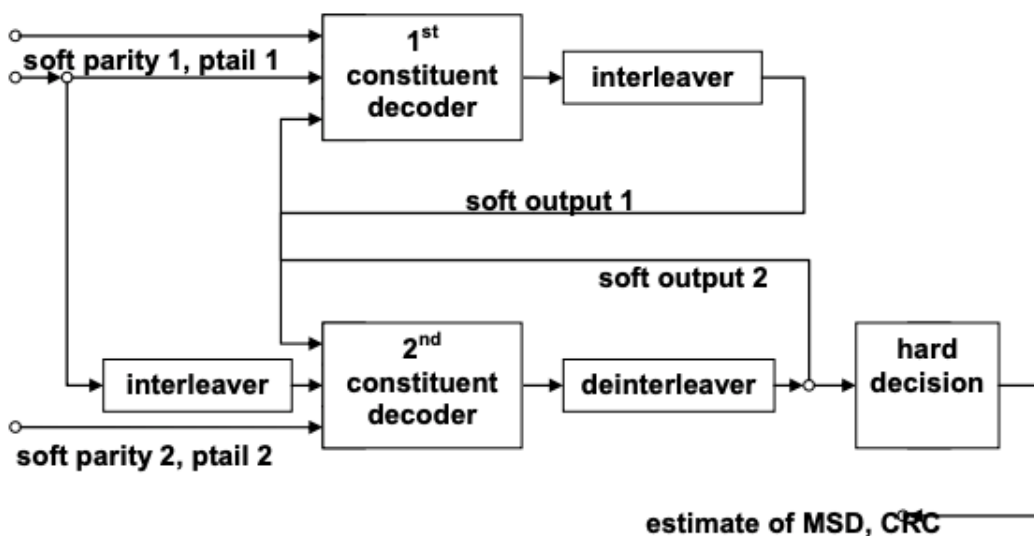 soft parity 1, ptail 1
1st
constituent
decoder
interleaver
soft output 1
soft output 2
interleaver
2nd
constituent
decoder
deinterleaver
hard
decision
soft parity 2, ptail 2
estimate of MSD, CRC